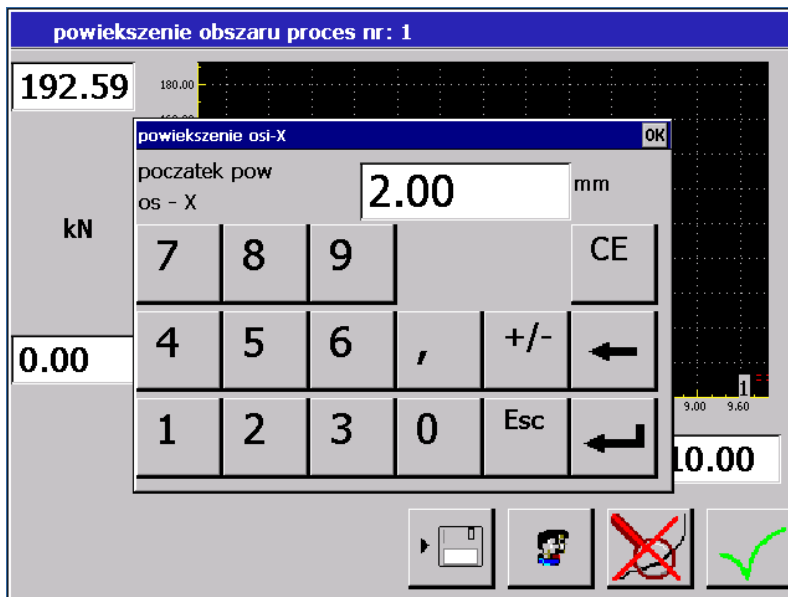 powiekszenie obszaru proces nr: 1
192.59
180.00
powiekszenie osi-X
OK
poczatek pow
os - X
2.00
mm
kN
7 8 9 CE
4 5 6 , +/-
0.00
1
9.00 9.60
1 2 3 0 Esc
10.00